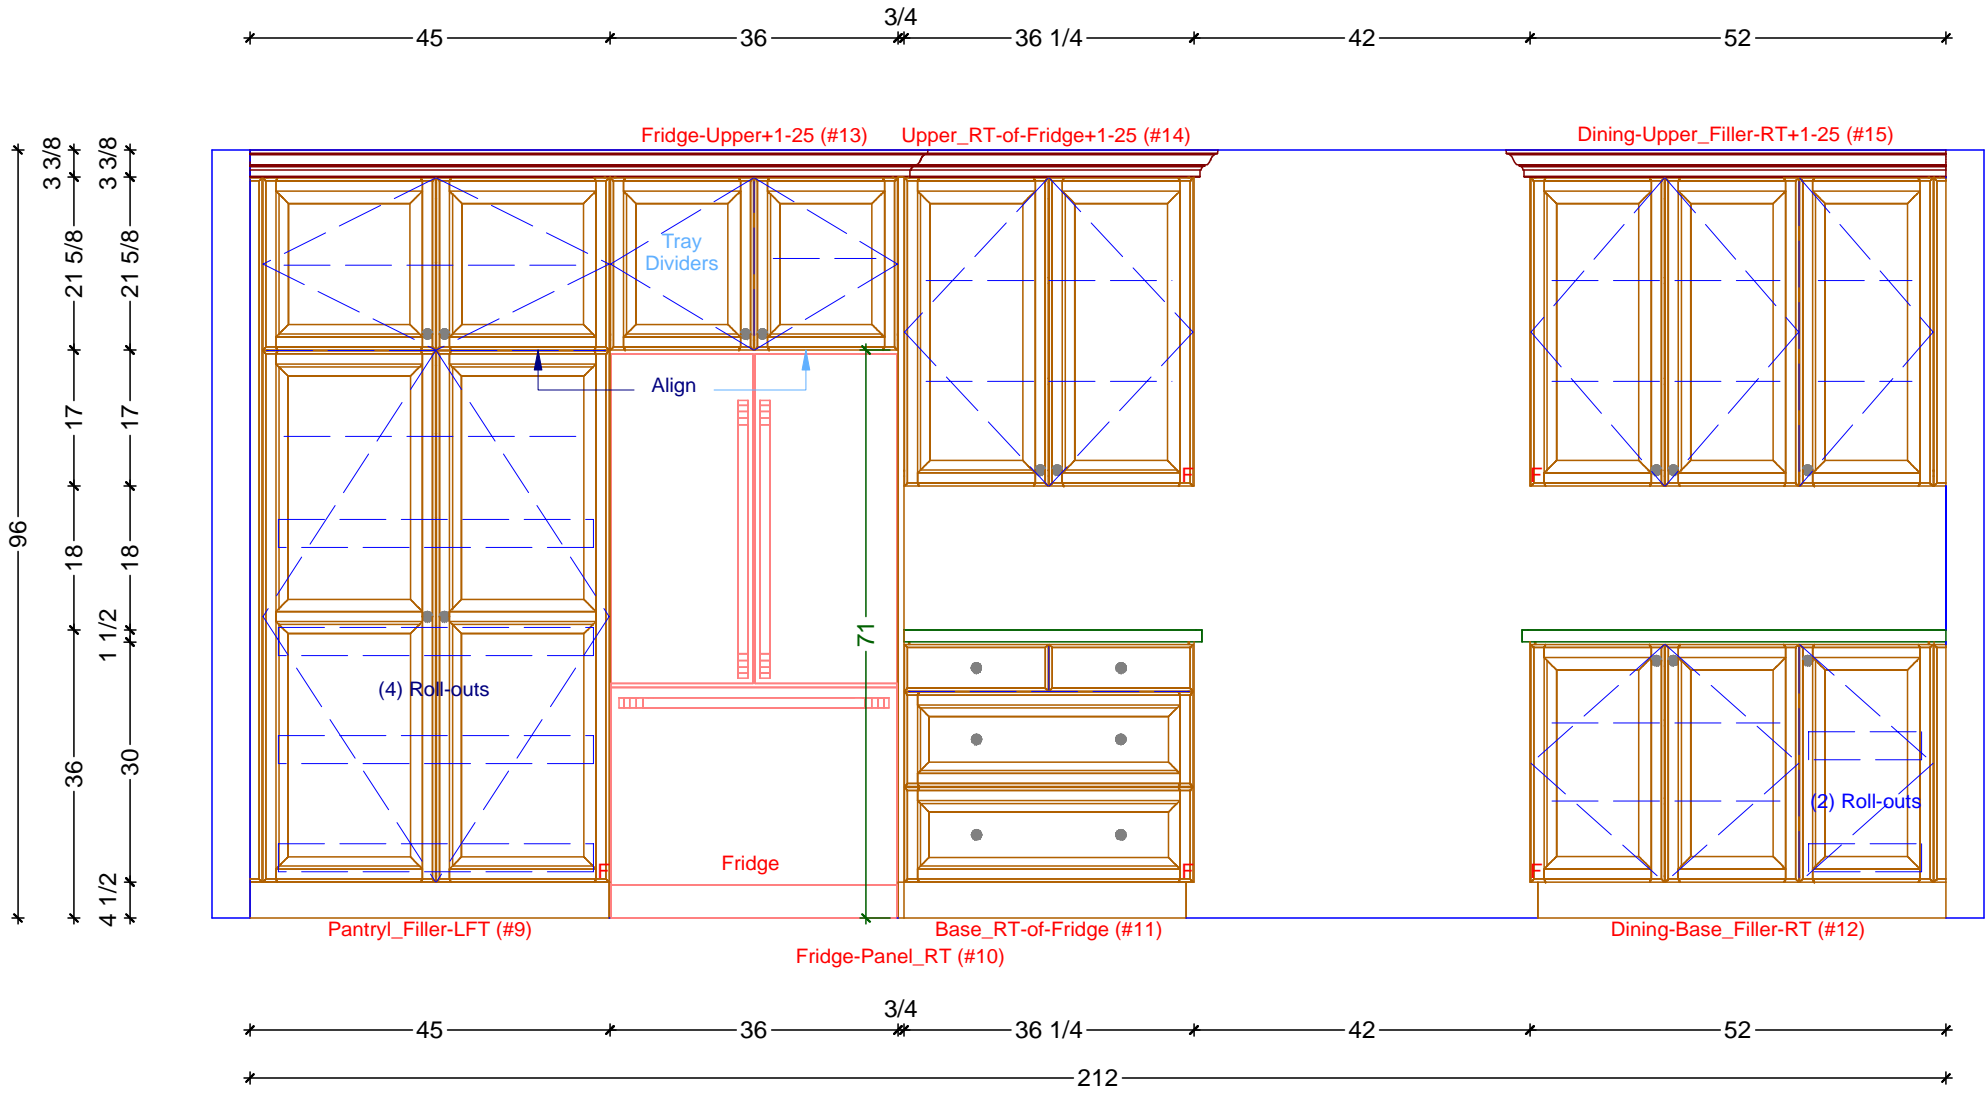 3/4
45
36
36 1/4
42
52
Fridge-Upper+1-25 (#13)
Upper_RT-of-Fridge+1-25 (#14)
Dining-Upper_Filler-RT+1-25 (#15)
3 3/8
3 3/8
21 5/8
21 5/8
Tray
Dividers
Align
17
17
F
F
96
18
18
1 1/2
71
(4) Roll-outs
36
30
(2) Roll-outs
Fridge
F
F
F
4 1/2
Pantryl_Filler-LFT (#9)
Base_RT-of-Fridge (#11)
Dining-Base_Filler-RT (#12)
Fridge-Panel_RT (#10)
3/4
45
36
36 1/4
42
52
212